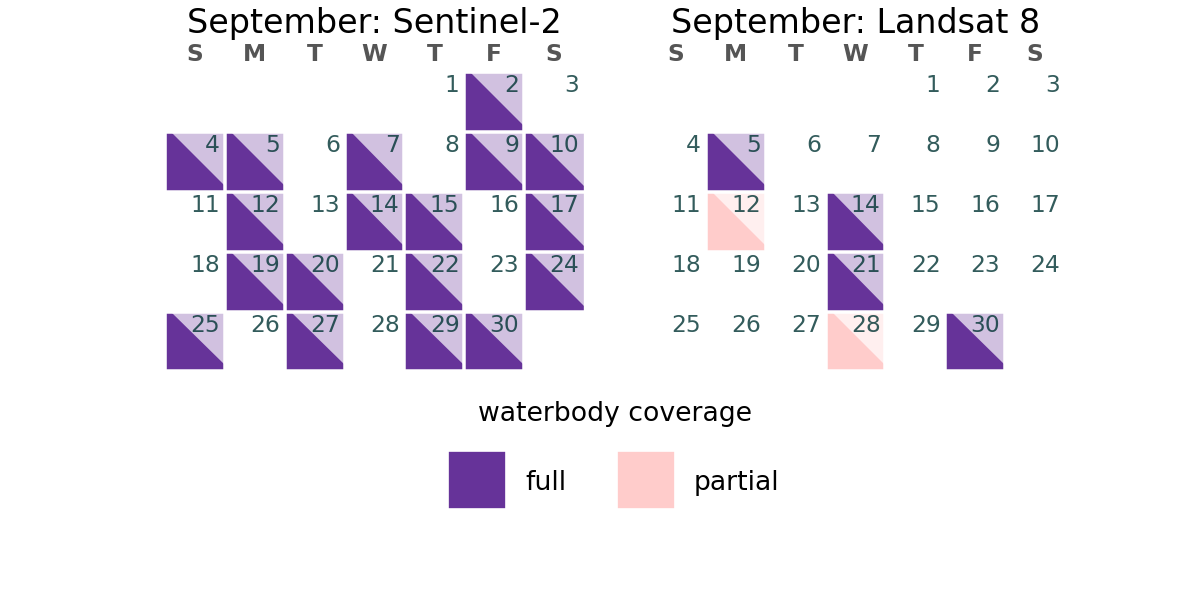 September: Sentinel-2
S M T W T F S
1 2 3
4 5 6 7 8 9 10
11 12 13 14 15 16 17
18 19 20 21 22 23 24
25 26 27 28 29 30
September: Landsat 8
S M T W T F S
1 2 3
4 5 6 7 8 9 10
11 12 13 14 15 16 17
18 19 20 21 22 23 24
25 26 27 28 29 30
waterbody coverage
full partial